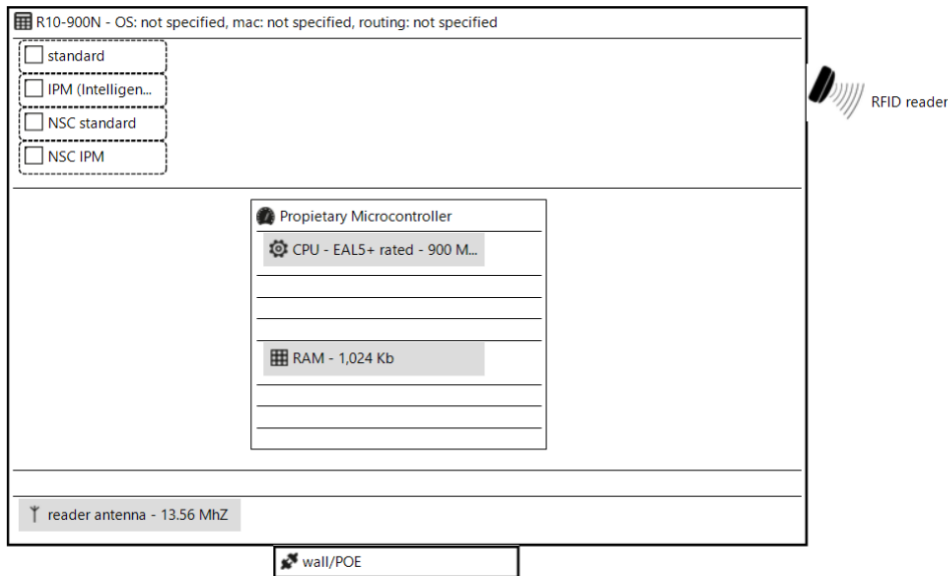 R10-900N - OS: not specified, mac: not specified, routing: not specified
standard
IPM (Intelligen...
NSC standard
NSC IPM
RFID reader
Propietary Microcontroller
CPU - EAL5+ rated - 900 M...
RAM - 1,024 Kb
reader antenna - 13.56 MhZ
wall/POE